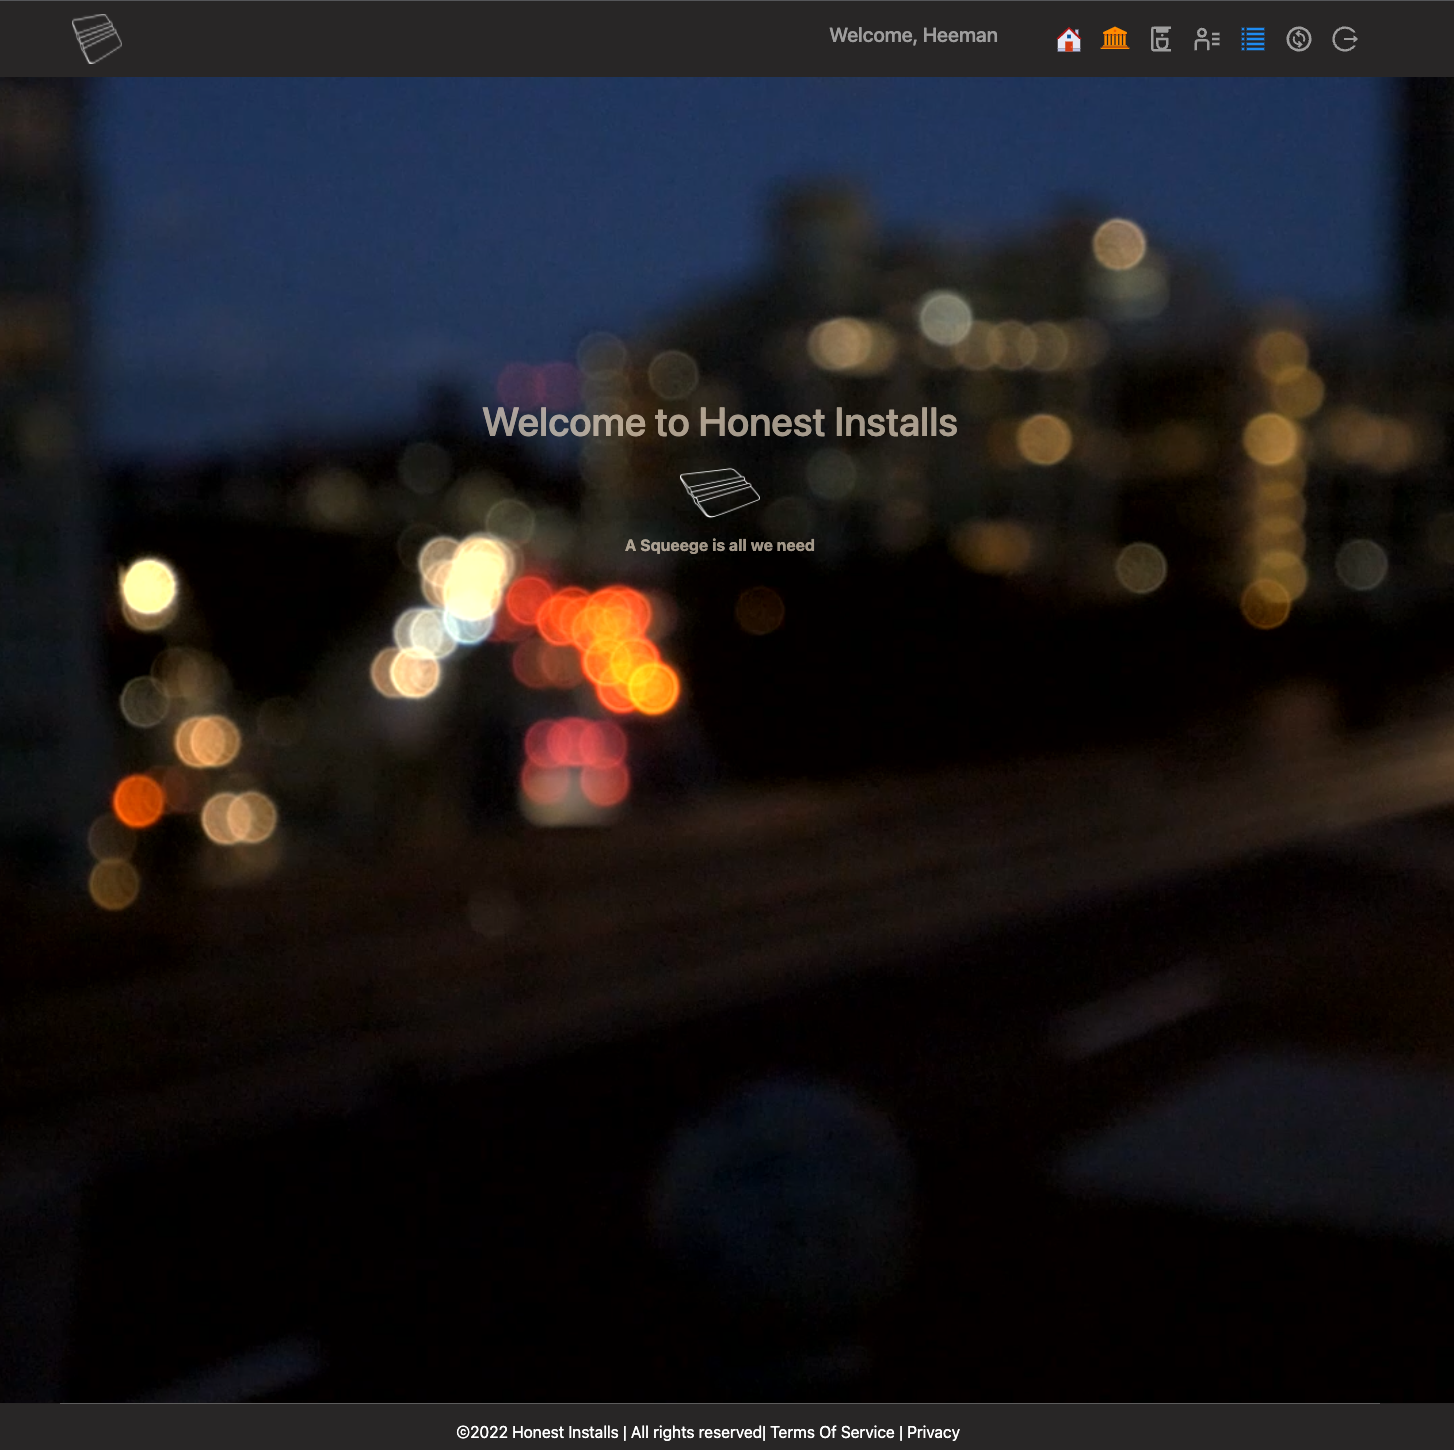 Welcome, Heeman
Welcome to Honest Installs
A Squeege is all we need
©2022 Honest Installs | All rights reserved| Terms Of Service | Privacy